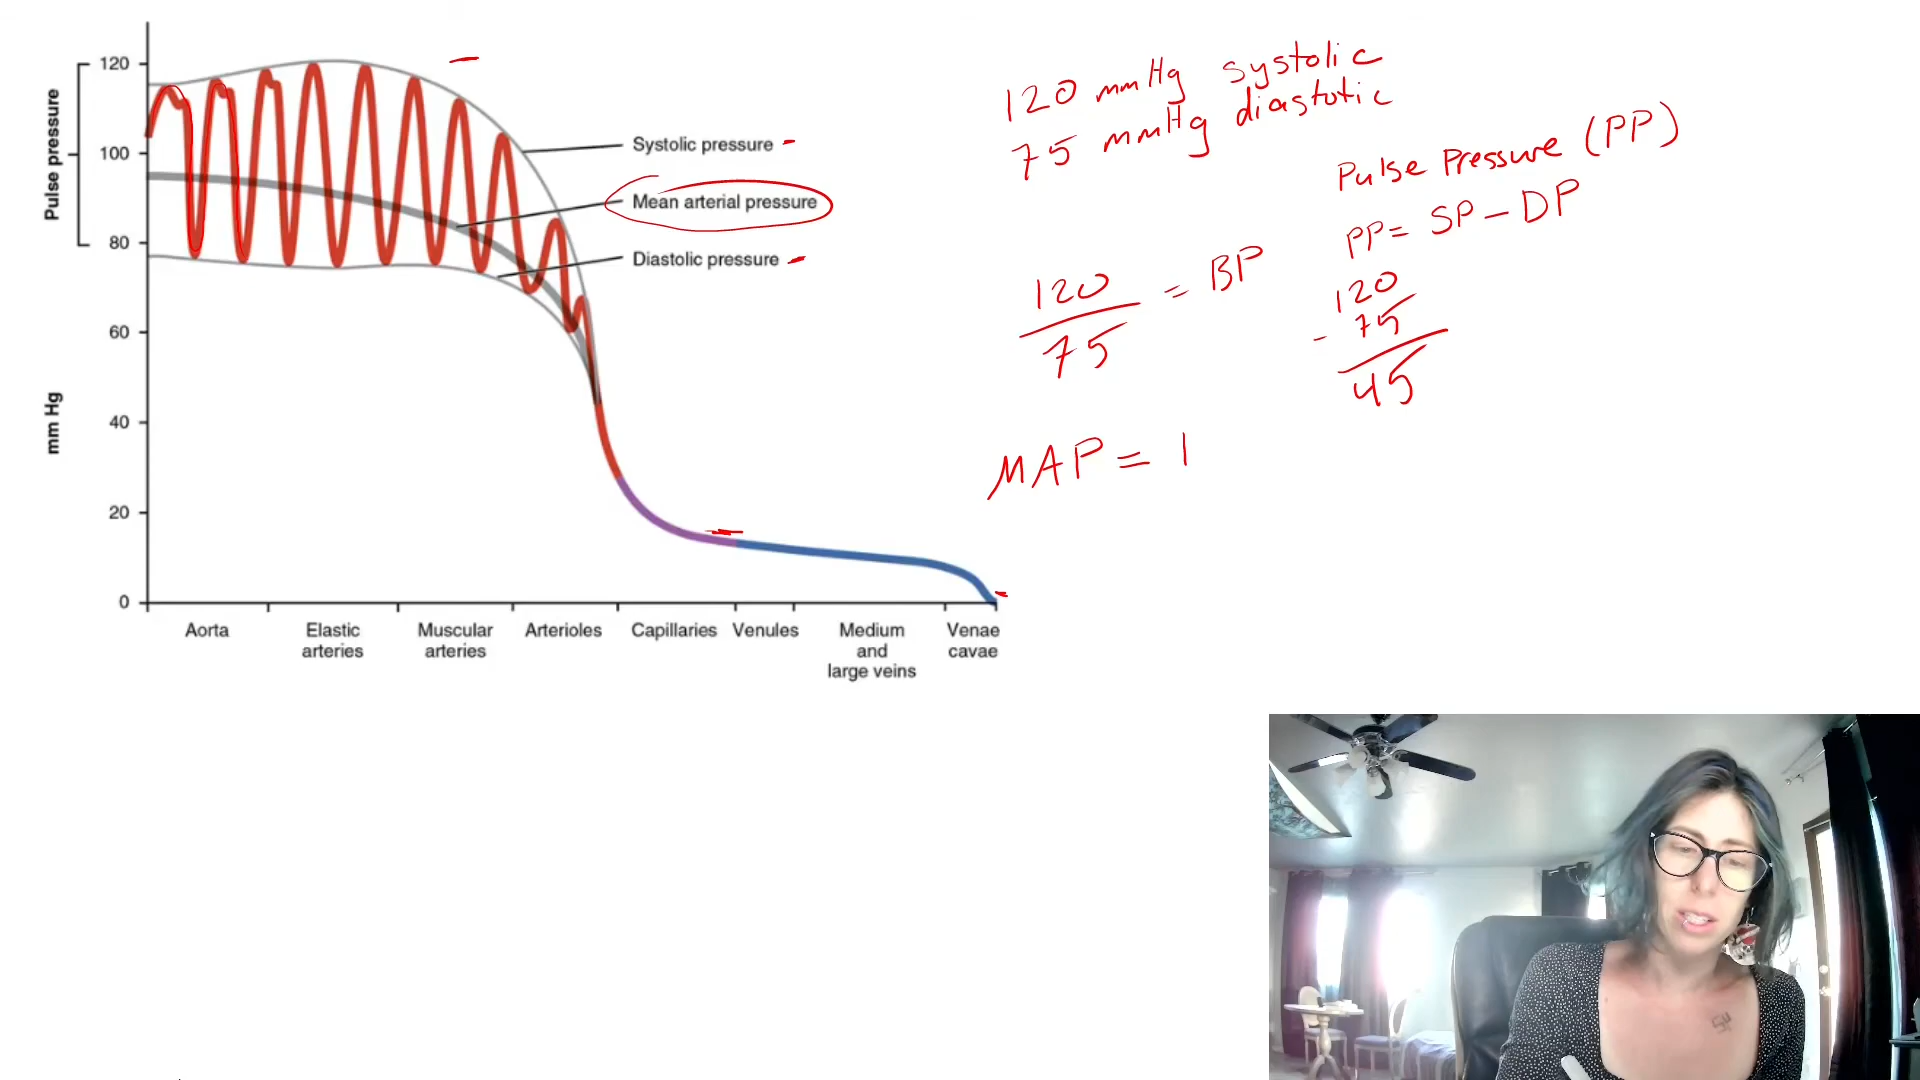 120
100
80
60
40
20
0
Pulse pressure
mm Hg
Systolic pressure
Mean arterial pressure
Diastolic pressure
Aorta
Elastic
arteries
Muscular
arteries
Arterioles
Capillaries
Venules
Medium
and
large veins
Venae
cavae
120 mmHg systolic
75 mmHg diastotic
Pulse Pressure (PP)
PP= SP - DP
120
75
= BP
120
- 75
45
MAP = 1